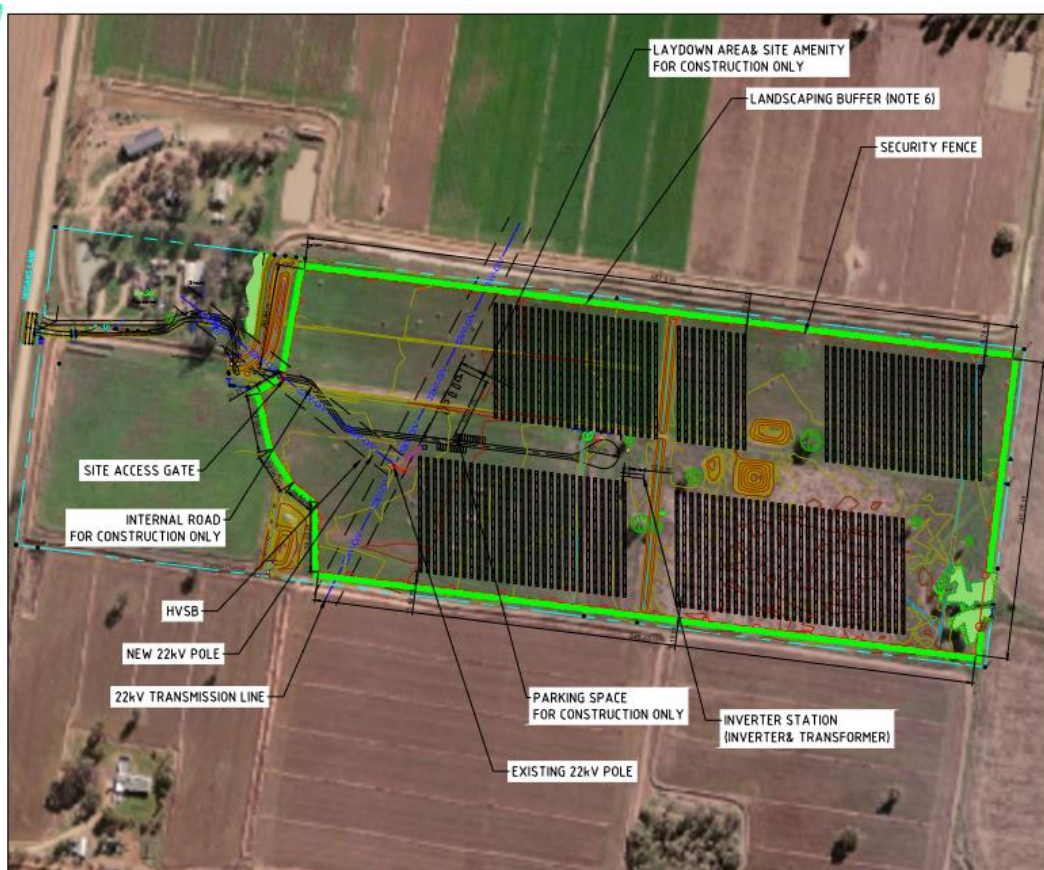 LAYDOWN AREA& SITE AMENITY
FOR CONSTRUCTION ONLY
LANDSCAPING BUFFER (NOTE 6)
SECURITY FENCE
SITE ACCESS GATE
INTERNAL ROAD
FOR CONSTRUCTION ONLY
HVSB
NEW 22kV POLE
22kV TRANSMISSION LINE
PARKING SPACE
FOR CONSTRUCTION ONLY
INVERTER STATION
(INVERTER& TRANSFORMER)
EXISTING 22kV POLE